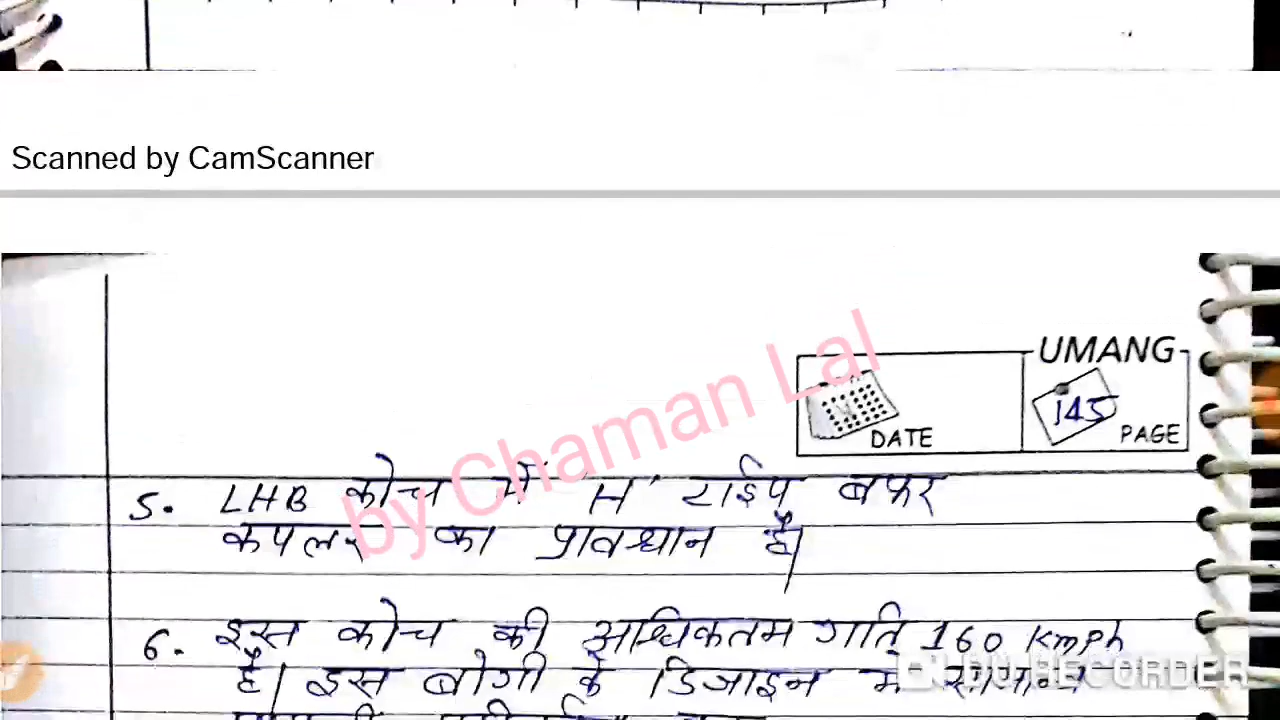 Scanned by CamScanner
UMANG
145
DATE
PAGE
by Chaman Lal
5. LHB कोच में 'H' टाईप बफर
कपलर का प्रावधान है।
6. इस कोच की अधिकतम गति 160 Kmph
है। इस बोगी के डिजाइन में सामान्य
DU RECORDER